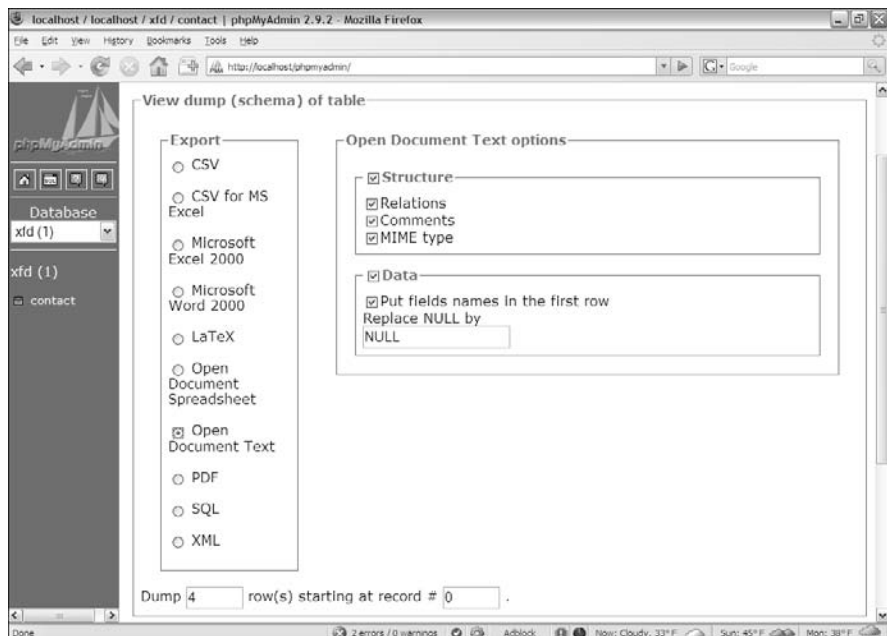 localhost / localhost / xfd / contact | phpMyAdmin 2.9.2 - Mozilla Firefox
File Edit View History Bookmarks Tools Help
http://localhost/phpmyadmin/
Google
phpMyAdmin
Database
xfd (1)
xfd (1)
contact
View dump (schema) of table
Export
CSV
CSV for MS
Excel
Microsoft
Excel 2000
Microsoft
Word 2000
LaTeX
Open
Document
Spreadsheet
Open
Document Text
PDF
SQL
XML
Open Document Text options
Structure
Relations
Comments
MIME type
Data
Put fields names in the first row
Replace NULL by
NULL
Dump 4 row(s) starting at record # 0 .
Done
2 errors / 0 warnings
Adblock
Now: Cloudy, 33° F
Sun: 45° F
Mon: 38° F